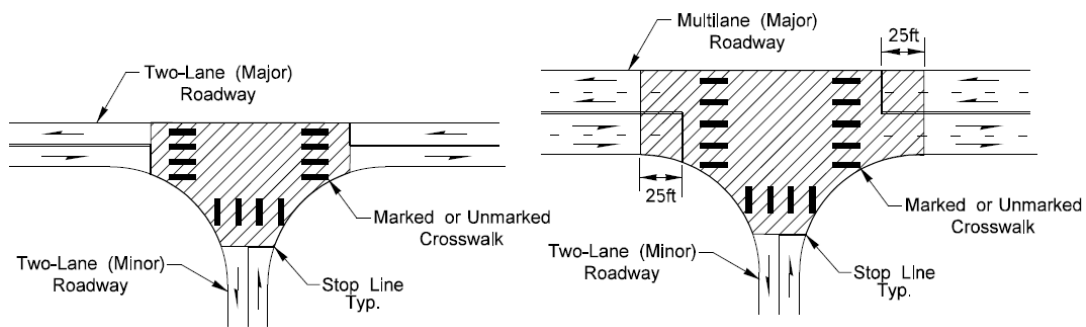 Two-Lane (Major)
Roadway
Marked or Unmarked
Crosswalk
Two-Lane (Minor)
Roadway
Stop Line
Typ.
Multilane (Major)
Roadway
25ft
25ft
Marked or Unmarked
Crosswalk
Two-Lane (Minor)
Roadway
Stop Line
Typ.